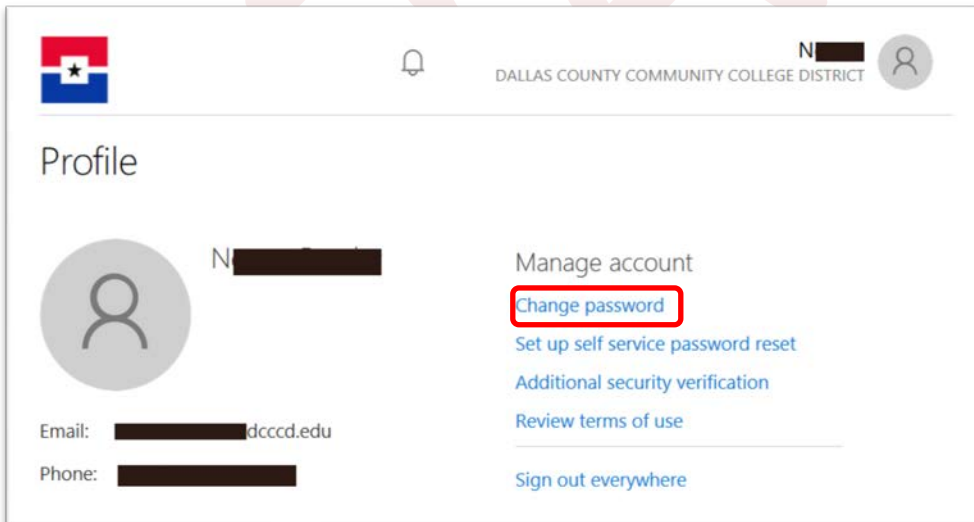 N
DALLAS COUNTY COMMUNITY COLLEGE DISTRICT
Profile
N
Manage account
Change password
Set up self service password reset
Additional security verification
Review terms of use
Email: dcccd.edu
Phone:
Sign out everywhere